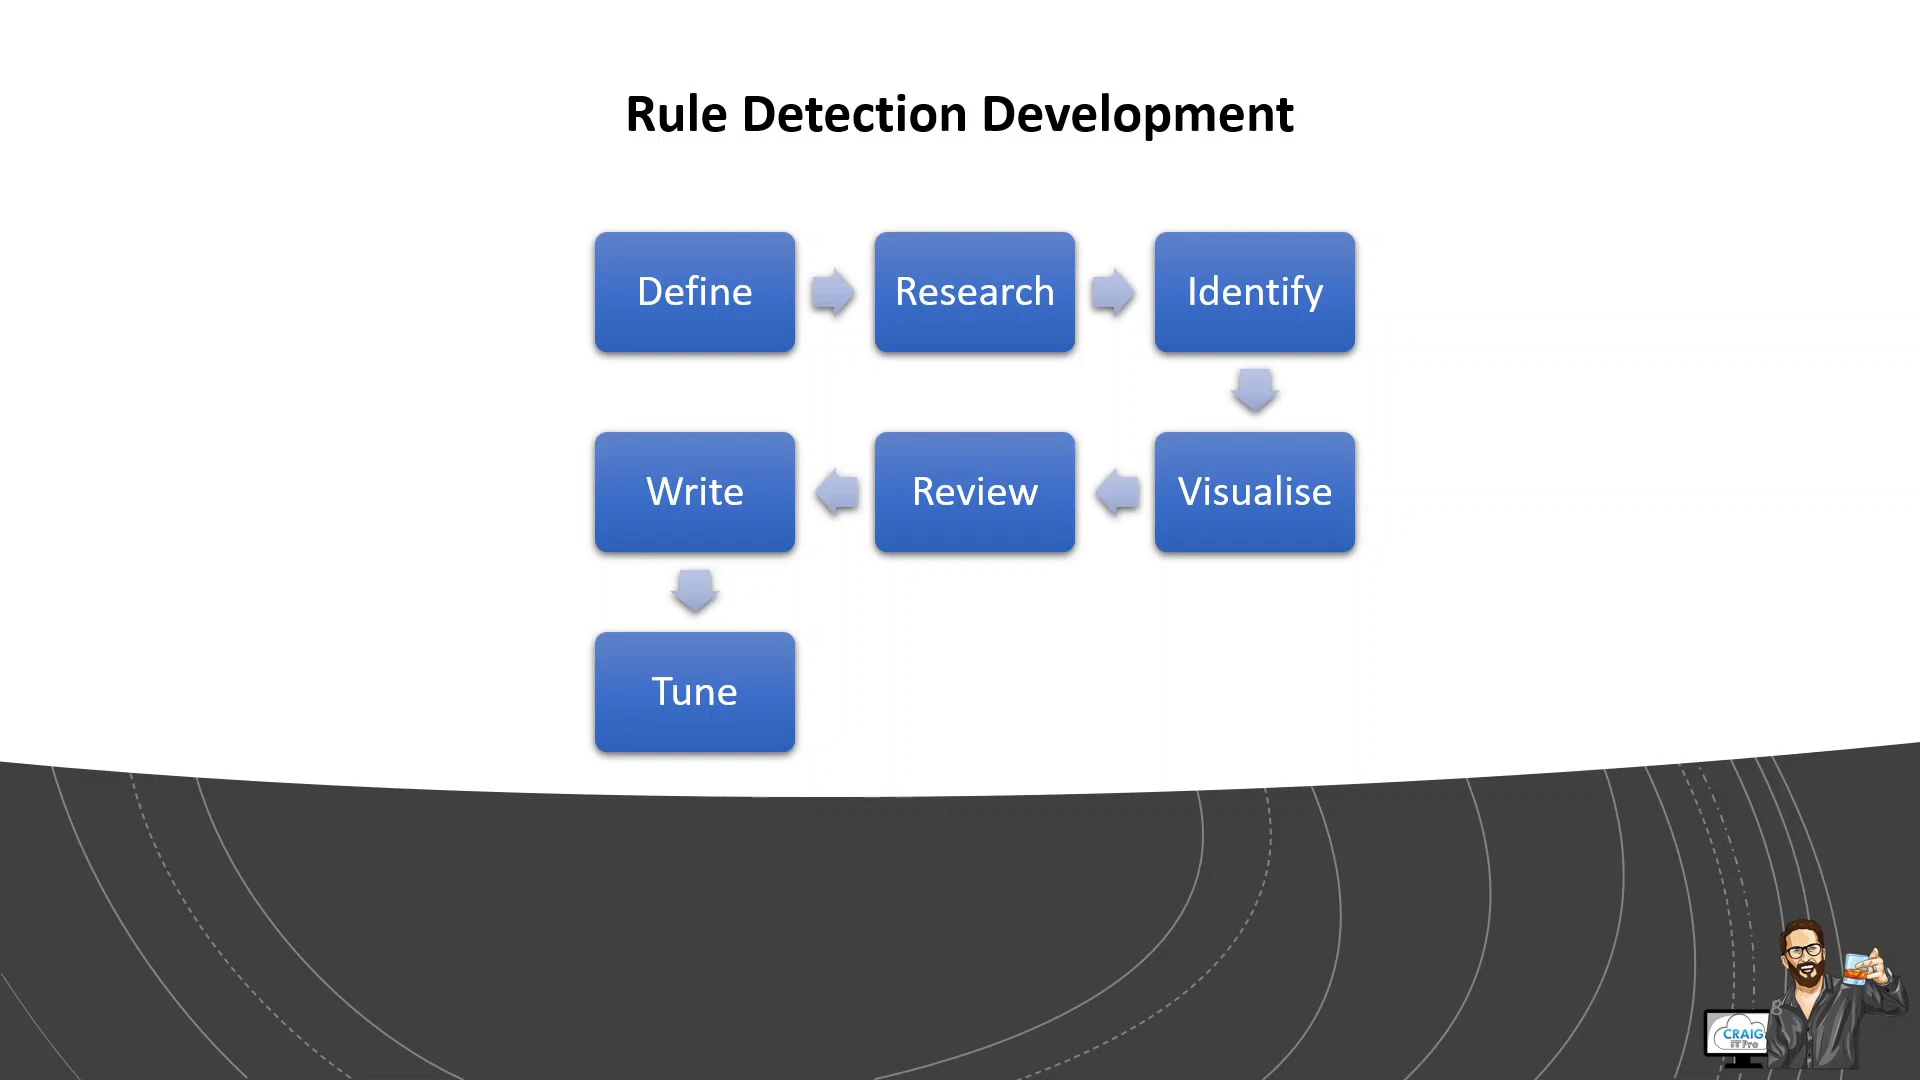 Rule Detection Development
Define
Research
Identify
Visualise
Review
Write
Tune
CRAIG
IT Pro